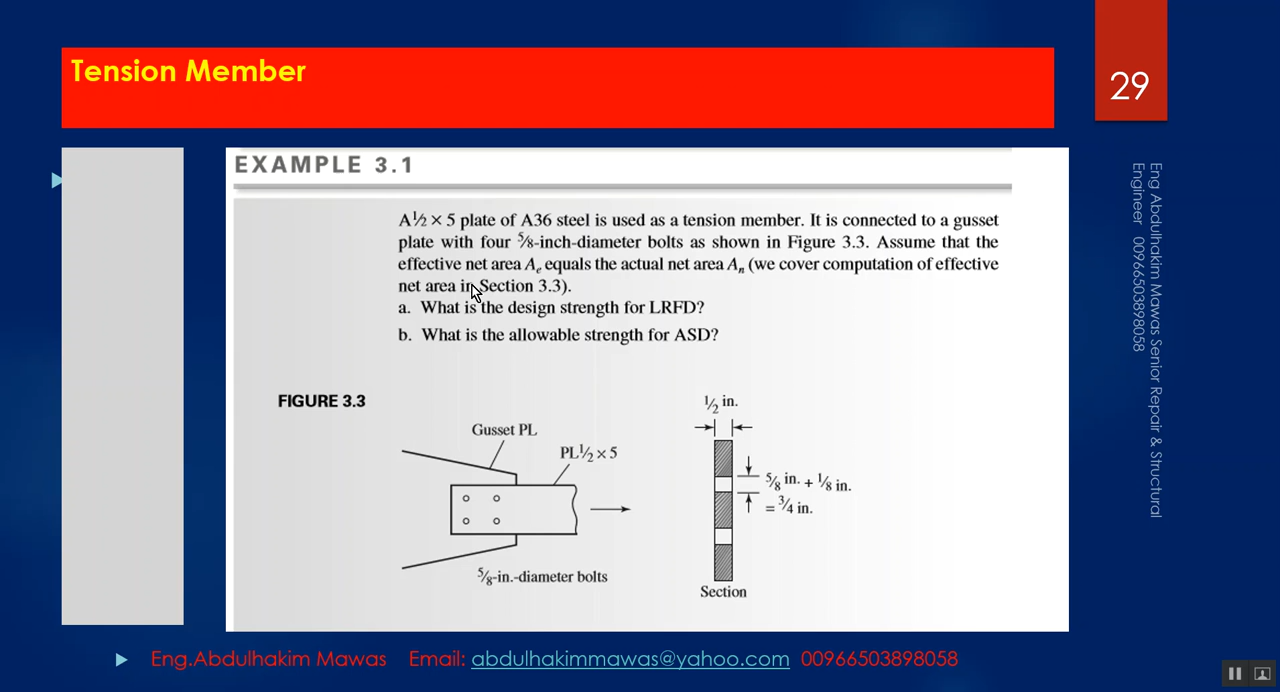 Tension Member
29
EXAMPLE 3.1
A ½ × 5 plate of A36 steel is used as a tension member. It is connected to a gusset
plate with four ⅝-inch-diameter bolts as shown in Figure 3.3. Assume that the
effective net area Ae equals the actual net area An (we cover computation of effective
net area in Section 3.3).
a. What is the design strength for LRFD?
b. What is the allowable strength for ASD?
FIGURE 3.3
Gusset PL
PL ½ × 5
⅝-in.-diameter bolts
½ in.
⅝ in. + ⅛ in.
= ¾ in.
Section
Eng Abdulhakim Mawas Senior Repair & Structural
Engineer 00966503898058
Eng.Abdulhakim Mawas Email: abdulhakimmawas@yahoo.com 00966503898058